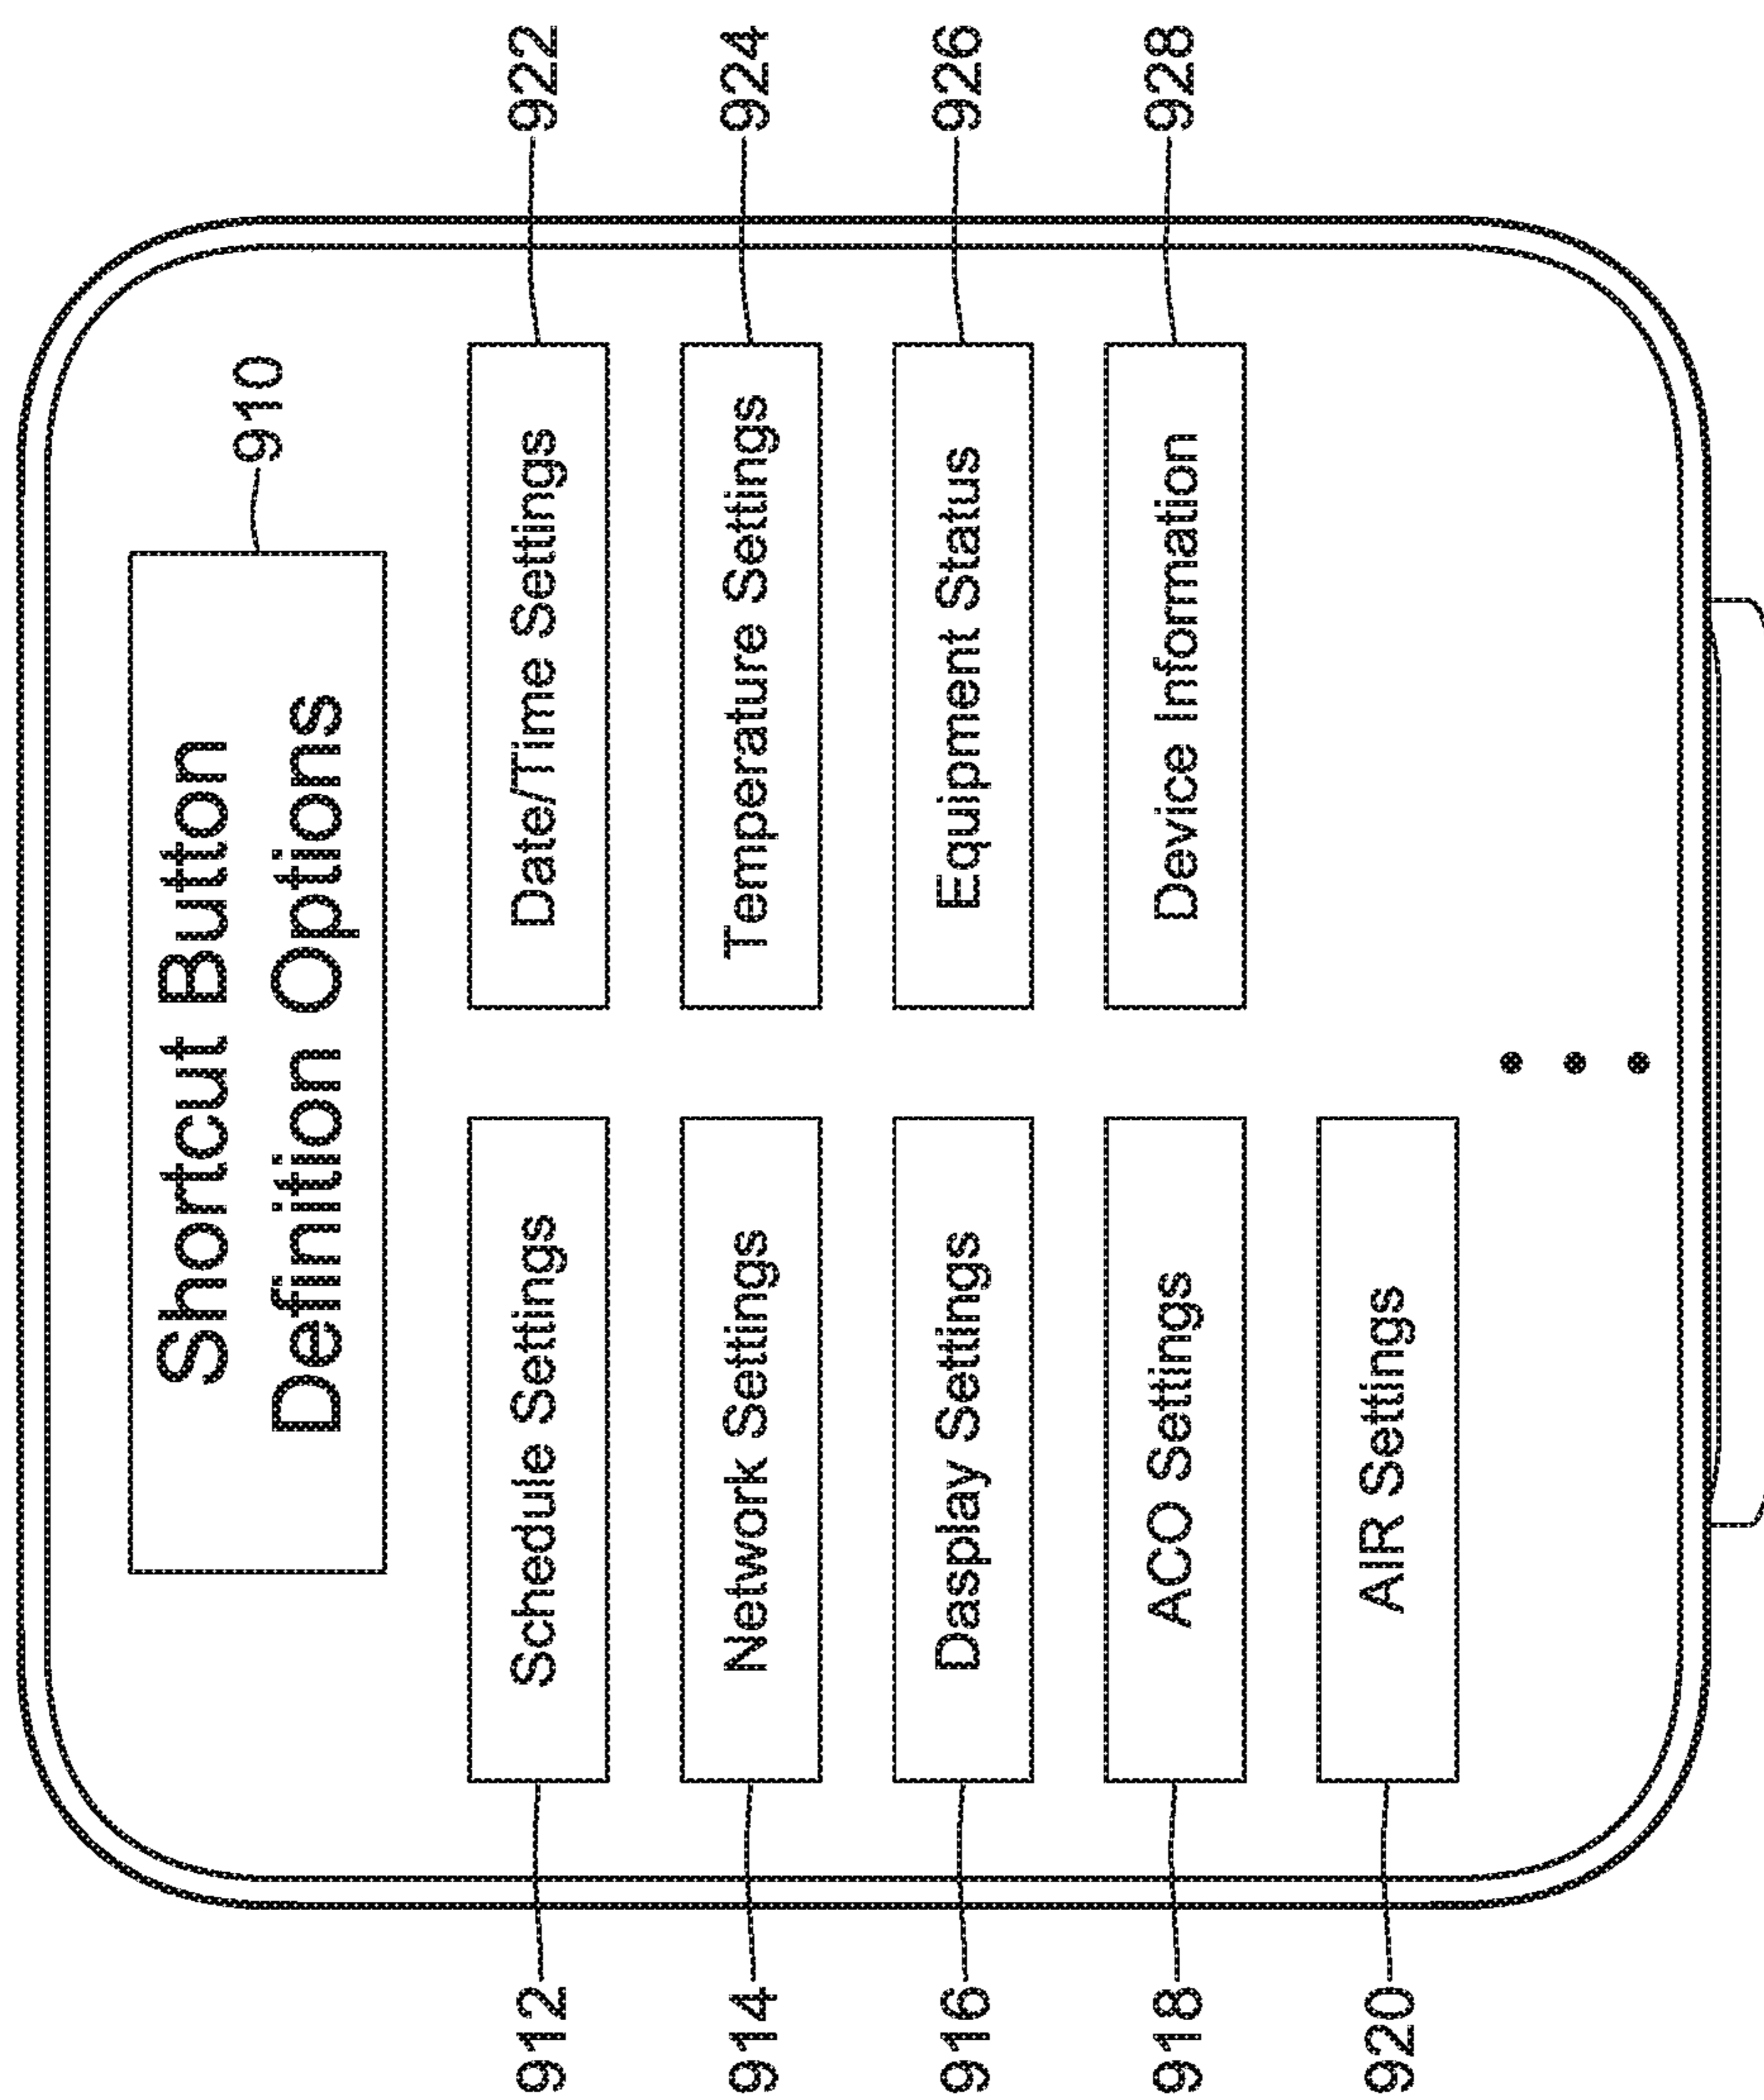 Shortcut Button
Definition Options
910
912
Schedule Settings
Date/Time Settings
922
914
Network Settings
Temperature Settings
924
916
Dasplay Settings
Equipment Status
926
918
ACO Settings
Device Information
928
920
AIR Settings